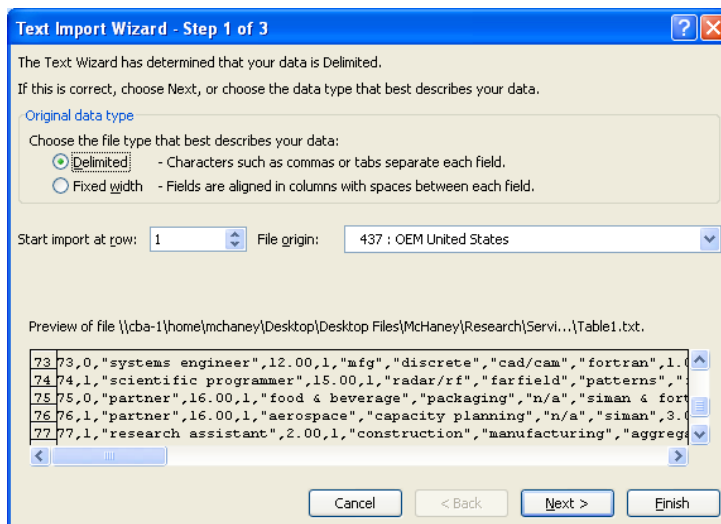 Text Import Wizard - Step 1 of 3
The Text Wizard has determined that your data is Delimited.
If this is correct, choose Next, or choose the data type that best describes your data.
Original data type
Choose the file type that best describes your data:
Delimited - Characters such as commas or tabs separate each field.
Fixed width - Fields are aligned in columns with spaces between each field.
Start import at row: 1 File origin: 437 : OEM United States
Preview of file \\cba-1\home\mchaney\Desktop\Desktop Files\McHaney\Research\Servi...\Table1.txt.
73 73,0,"systems engineer",12.00,1,"mfg","discrete","cad/cam","fortran",1.0
74 74,1,"scientific programmer",15.00,1,"radar/rf","farfield","patterns","
75 75,0,"partner",16.00,1,"food & beverage","packaging","n/a","siman & fort
76 76,1,"partner",16.00,1,"aerospace","capacity planning","n/a","siman",3.0
77 77,1,"research assistant",2.00,1,"construction","manufacturing","aggrega
Cancel < Back Next > Finish